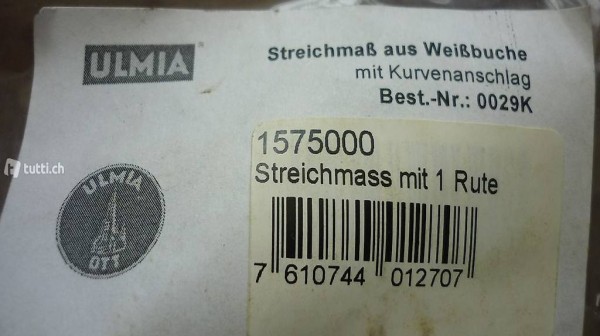 ULMIA
Streichmaß aus Weißbuche
mit Kurvenanschlag
Best.-Nr.: 0029K
1575000
Streichmass mit 1 Rute
7 610744 012707
tutti.ch
ULMIA
OTT